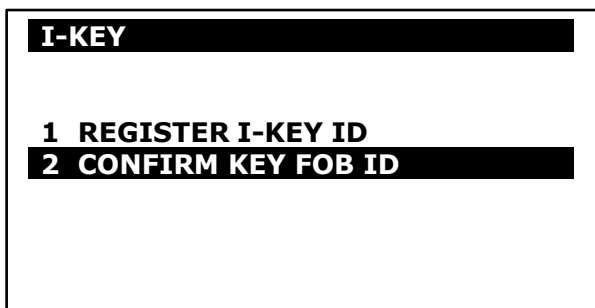 I-KEY
1 REGISTER I-KEY ID
2 CONFIRM KEY FOB ID